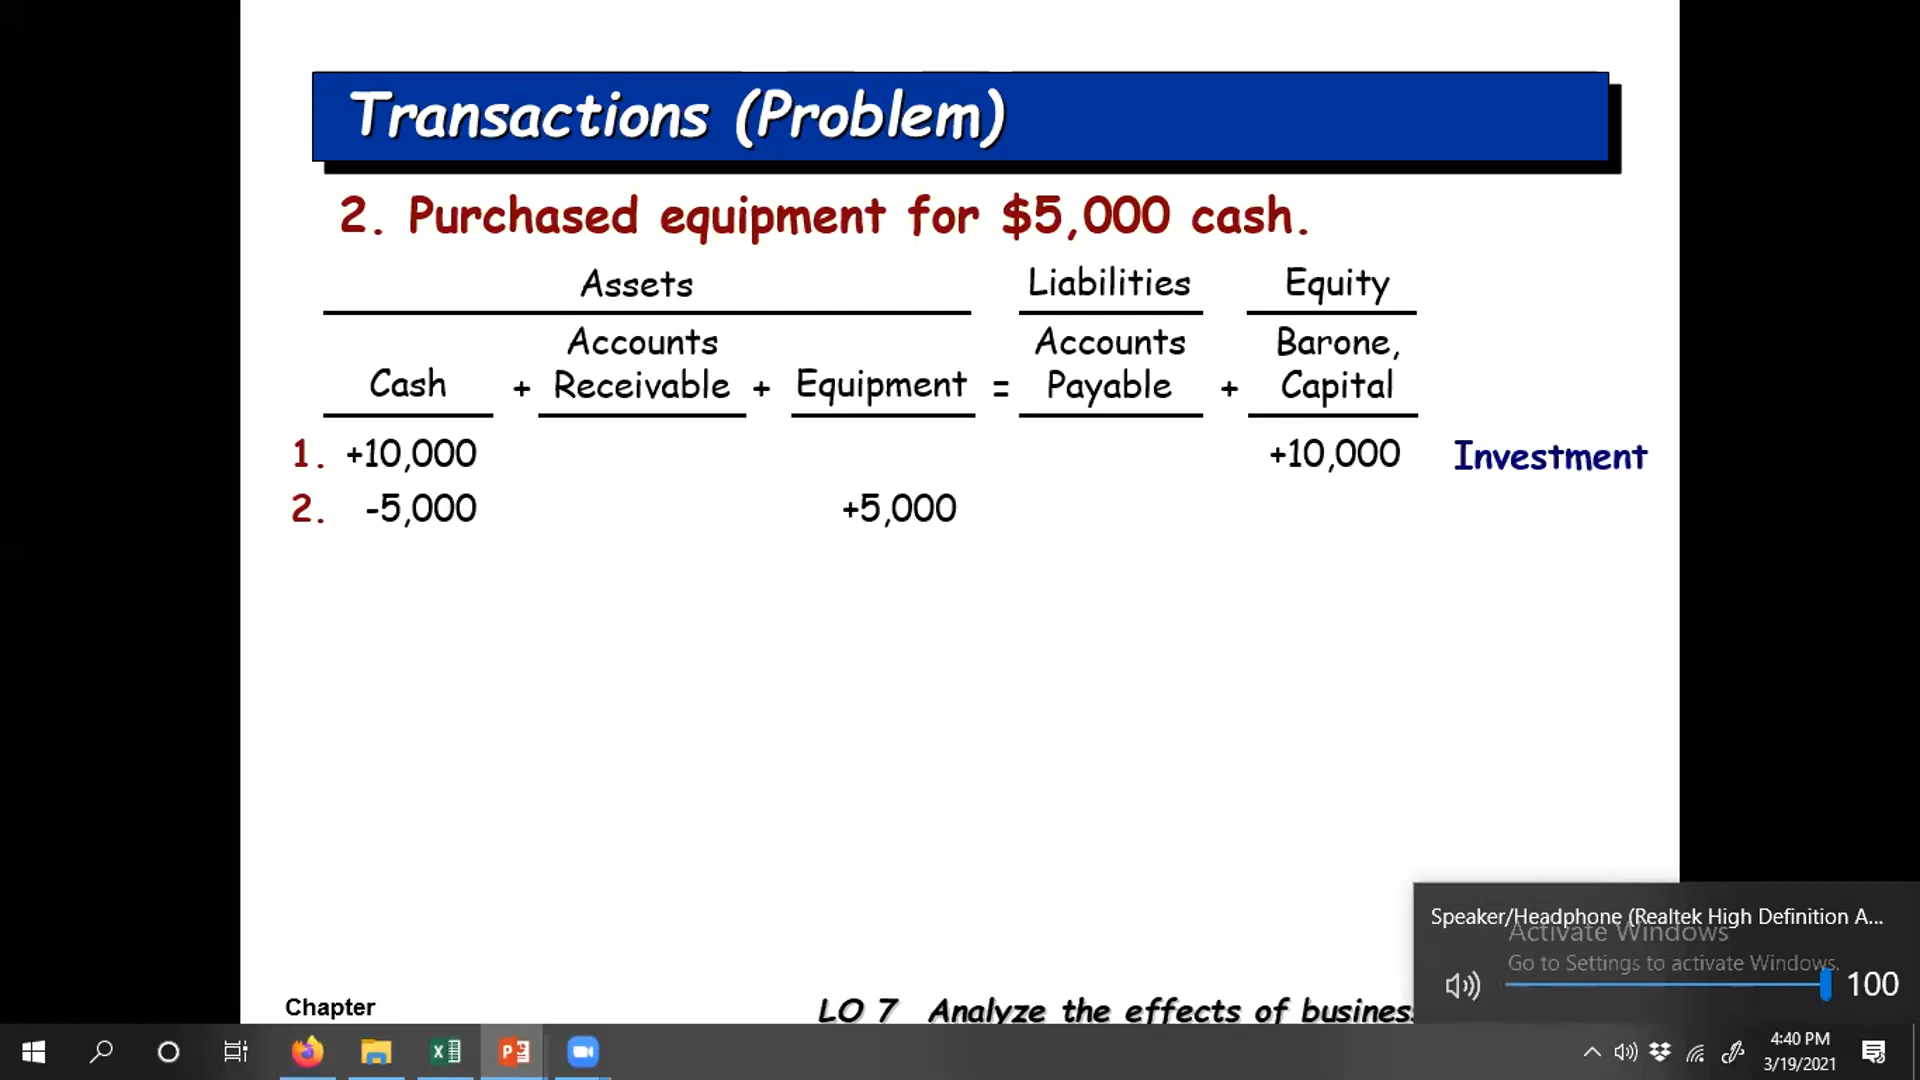 Transactions (Problem)
2. Purchased equipment for $5,000 cash.
Assets Liabilities Equity
Accounts Accounts Barone,
Cash + Receivable + Equipment = Payable + Capital
1. +10,000 +10,000 Investment
2. -5,000 +5,000
Speaker/Headphone (Realtek High Definition A...
Activate Windows
Go to Settings to activate Windows.
100
Chapter
LO 7 Analyze the effects of busines
4:40 PM
3/19/2021